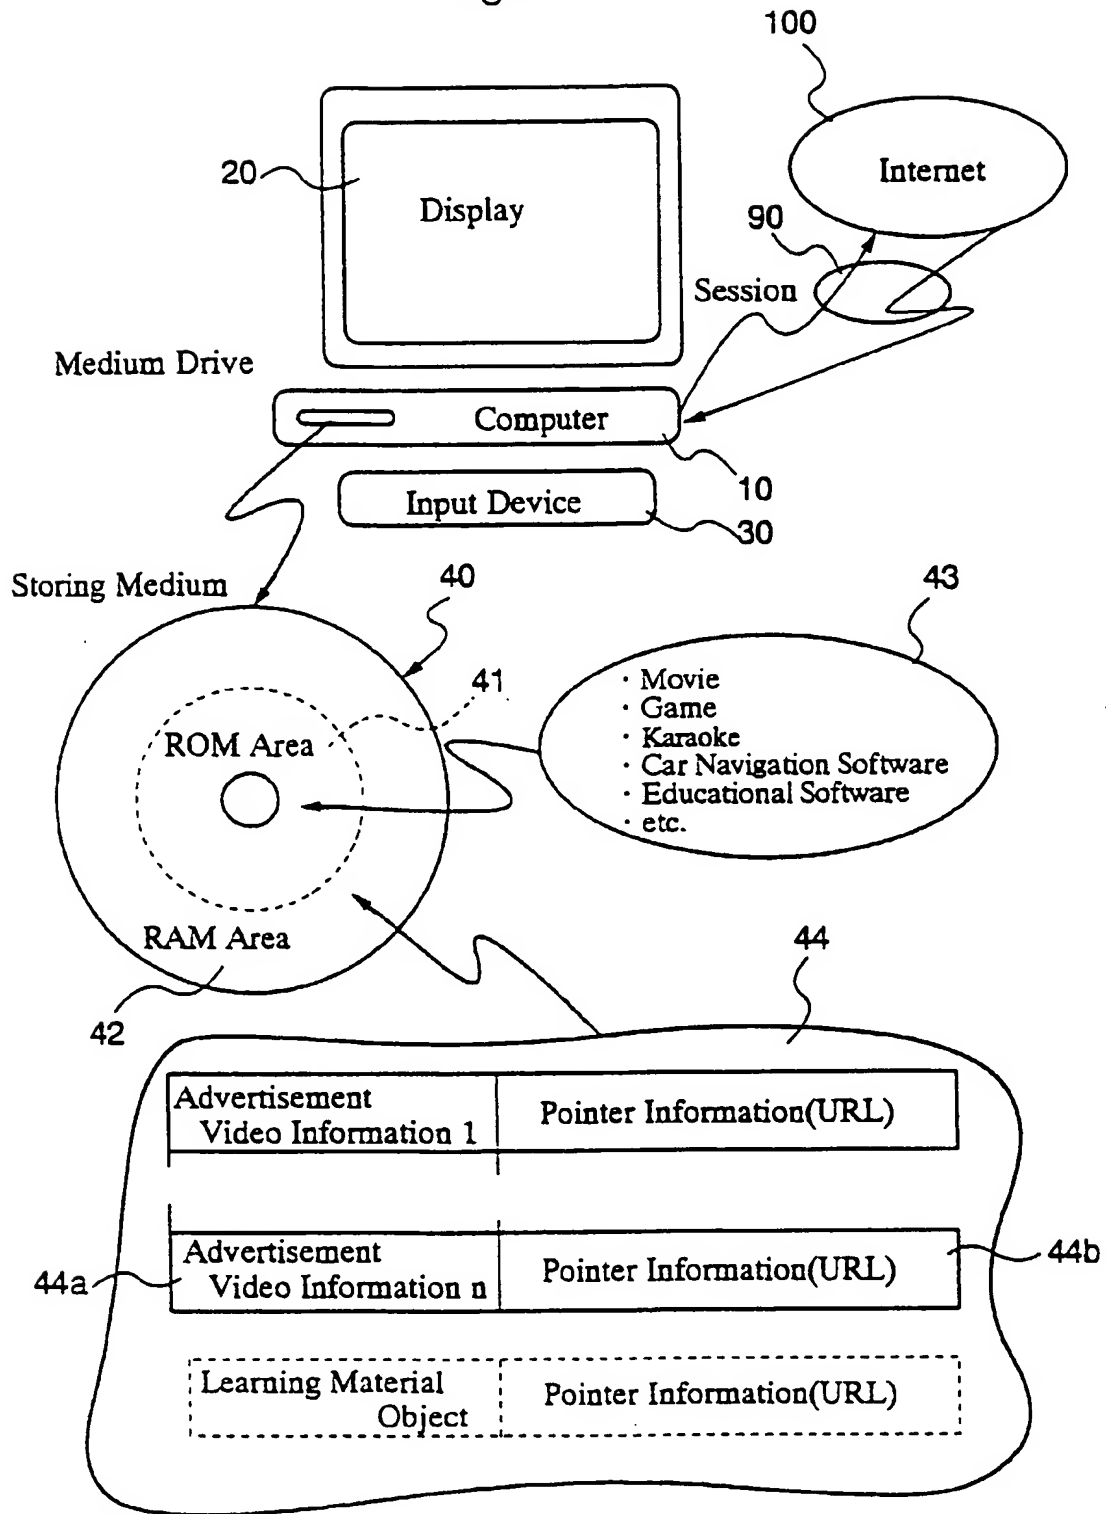 100
Internet
20
Display
90
Session
Medium Drive
Computer
10
Input Device
30
Storing Medium
40
43
41
ROM Area
· Movie
· Game
· Karaoke
· Car Navigation Software
· Educational Software
· etc.
RAM Area
42
44
Advertisement
Video Information 1
Pointer Information(URL)
Advertisement
Video Information n
Pointer Information(URL)
44a
44b
Learning Material
Object
Pointer Information(URL)